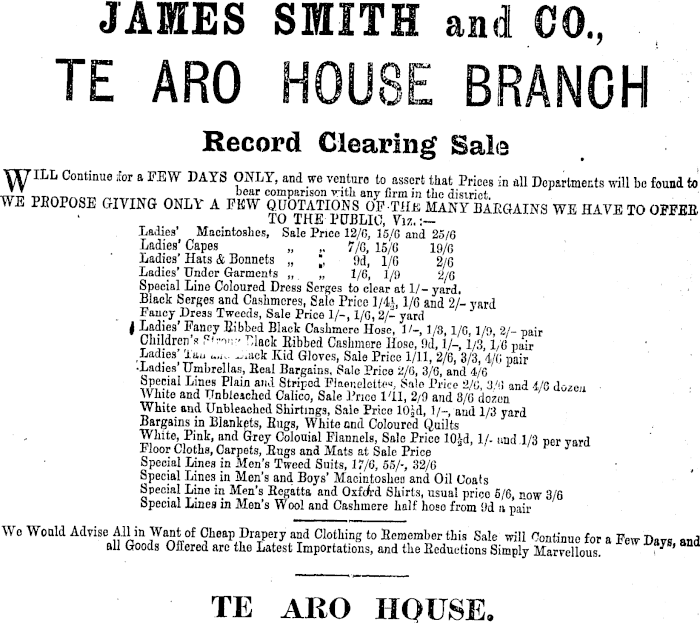 JAMES SMITH and CO.,
TE ARO HOUSE BRANCH
Record Clearing Sale
WILL Continue for a FEW DAYS ONLY, and we venture to assert that Prices in all Departments will be found to
bear comparison with any firm in the district.
WE PROPOSE GIVING ONLY A FEW QUOTATIONS OF THE MANY BARGAINS WE HAVE TO OFFER
TO THE PUBLIC, Viz. :—
Ladies' Macintoshes, Sale Price 12/6, 15/6 and 25/6
Ladies' Capes „ „ 7/6, 15/6 19/6
Ladies' Hats & Bonnets „ „ 9d, 1/6 2/6
Ladies' Under Garments „ „ 1/6, 1/9 2/6
Special Line Coloured Dress Serges to clear at 1/- yard.
Black Serges and Cashmeres, Sale Price 1/4½, 1/6 and 2/- yard
Fancy Dress Tweeds, Sale Price 1/-, 1/6, 2/- yard
Ladies' Fancy Ribbed Black Cashmere Hose, 1/-, 1/3, 1/6, 1/9, 2/- pair
Children's Strong Black Ribbed Cashmere Hose, 9d, 1/-, 1/3, 1/6 pair
Ladies' Tan and Black Kid Gloves, Sale Price 1/11, 2/6, 3/3, 4/6 pair
Ladies' Umbrellas, Real Bargains, Sale Price 2/6, 3/6, and 4/6
Special Lines Plain and Striped Flannelettes, Sale Price 2/6, 3/6 and 4/6 dozen
White and Unbleached Calico, Sale Price 1/11, 2/9 and 3/6 dozen
White and Unbleached Shirtings, Sale Price 10½d, 1/-, and 1/3 yard
Bargains in Blankets, Rugs, White and Coloured Quilts
White, Pink, and Grey Colonial Flannels, Sale Price 10½d, 1/- and 1/3 per yard
Floor Cloths, Carpets, Rugs and Mats at Sale Price
Special Lines in Men's Tweed Suits, 17/6, 55/-, 32/6
Special Lines in Men's and Boys' Macintoshes and Oil Coats
Special Line in Men's Regatta and Oxford Shirts, usual price 5/6, now 3/6
Special Lines in Men's Wool and Cashmere half hose from 9d a pair
We Would Advise All in Want of Cheap Drapery and Clothing to Remember this Sale will Continue for a Few Days, and
all Goods Offered are the Latest Importations, and the Reductions Simply Marvellous.
TE ARO HOUSE.